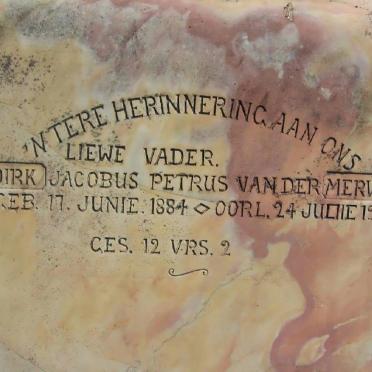 'N TERE HERINNERING AAN ONS
LIEWE VADER.
DIRK JACOBUS PETRUS VAN DER MERW
GEB. 17. JUNIE. 1884 ◇ OORL. 24 JULIE 19
GES. 12 VRS. 2